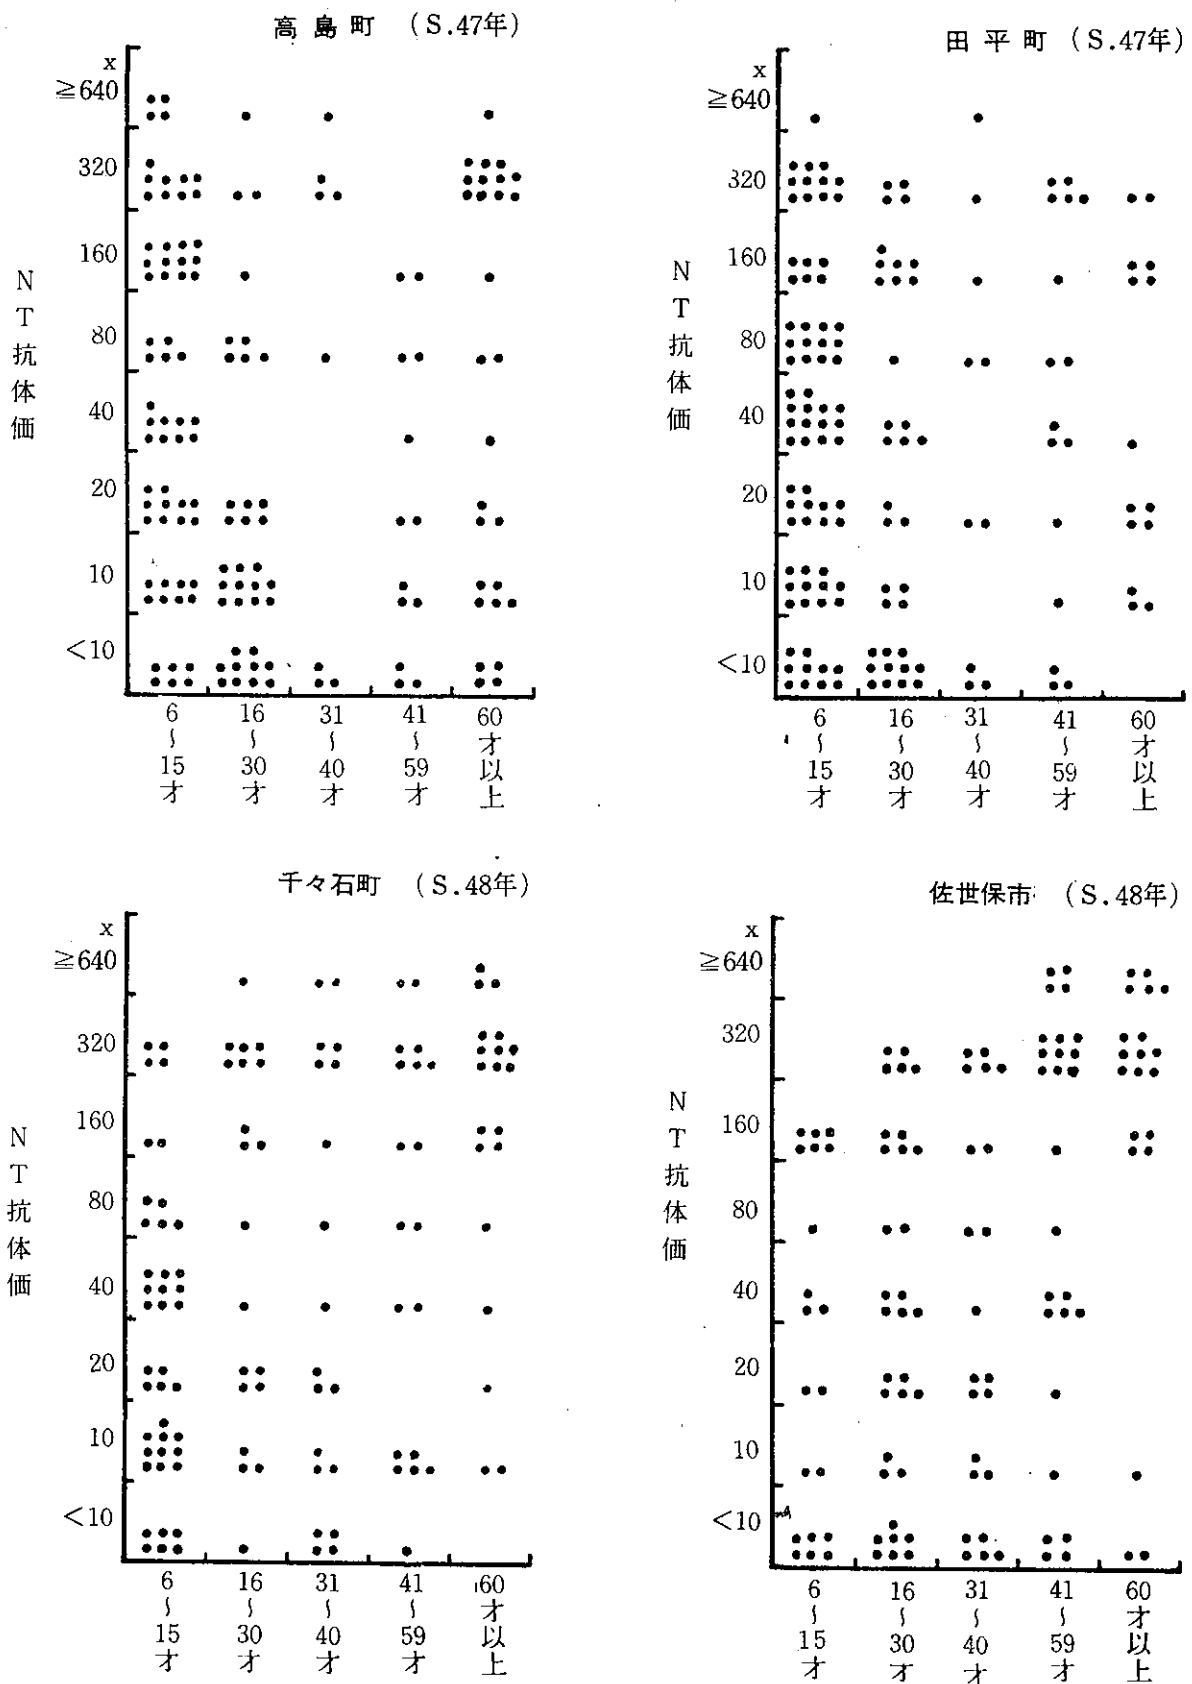 高島町 (S.47年)
x
≧640
320
160
80
40
20
10
<10
NT抗体価
6〜15才
16〜30才
31〜40才
41〜59才
60才以上
田平町 (S.47年)
x
≧640
320
160
80
40
20
10
<10
NT抗体価
6〜15才
16〜30才
31〜40才
41〜59才
60才以上
千々石町 (S.48年)
x
≧640
320
160
80
40
20
10
<10
NT抗体価
6〜15才
16〜30才
31〜40才
41〜59才
60才以上
佐世保市 (S.48年)
x
≧640
320
160
80
40
20
10
<10
NT抗体価
6〜15才
16〜30才
31〜40才
41〜59才
60才以上